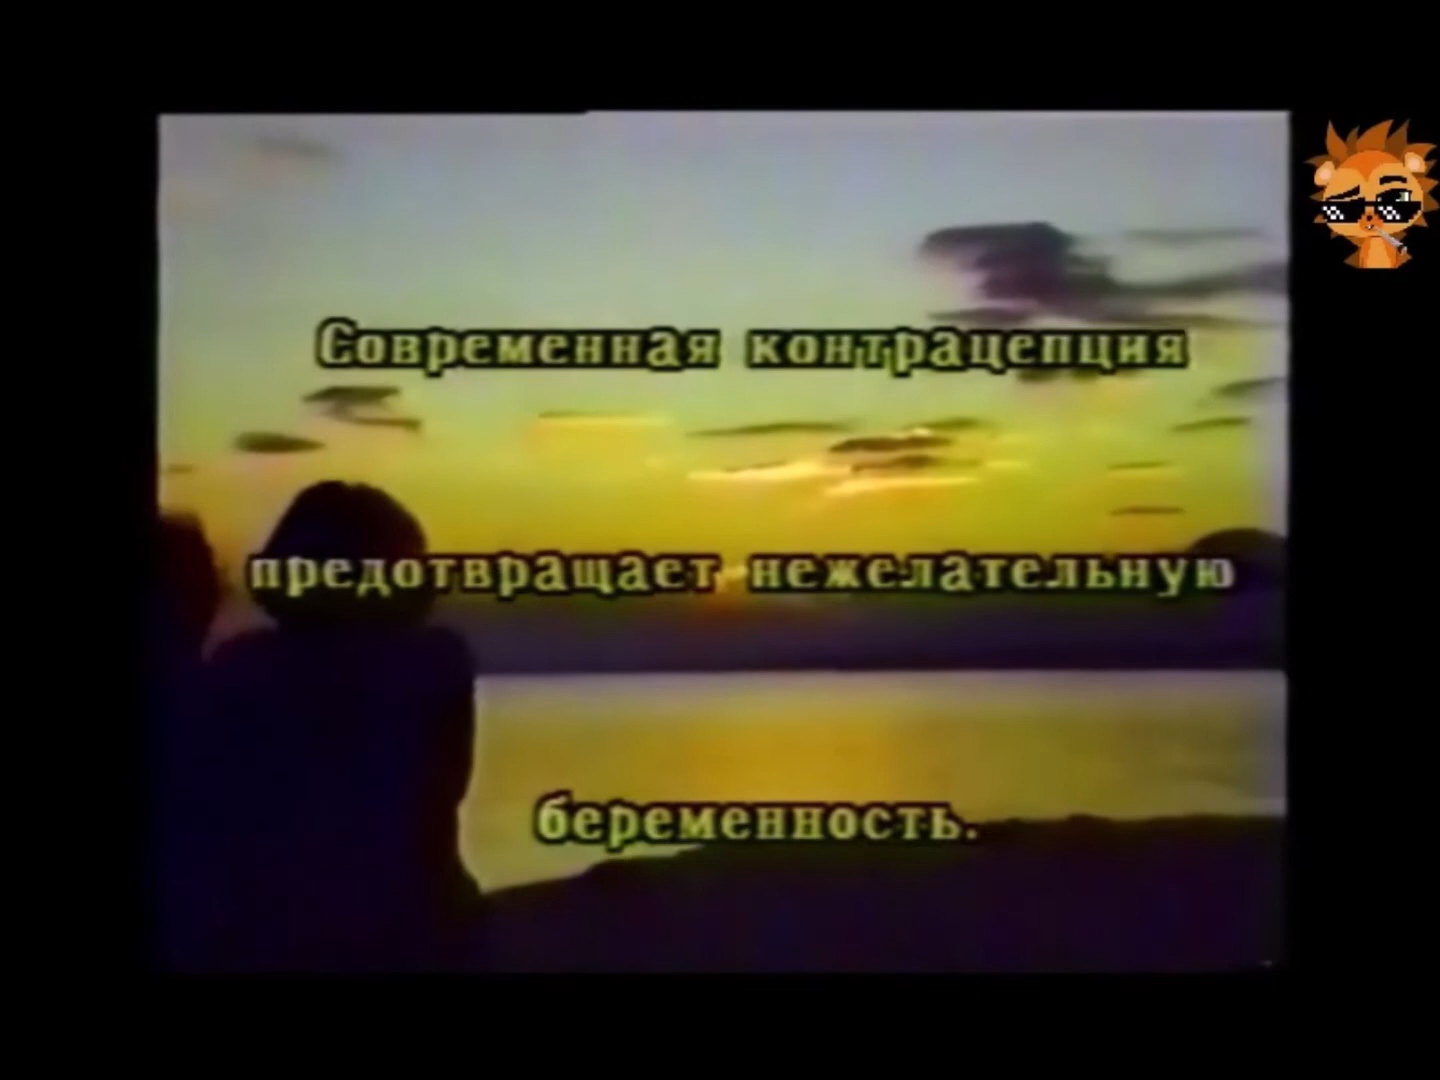 Современная контрацепция
предотвращает нежелательную
беременность.